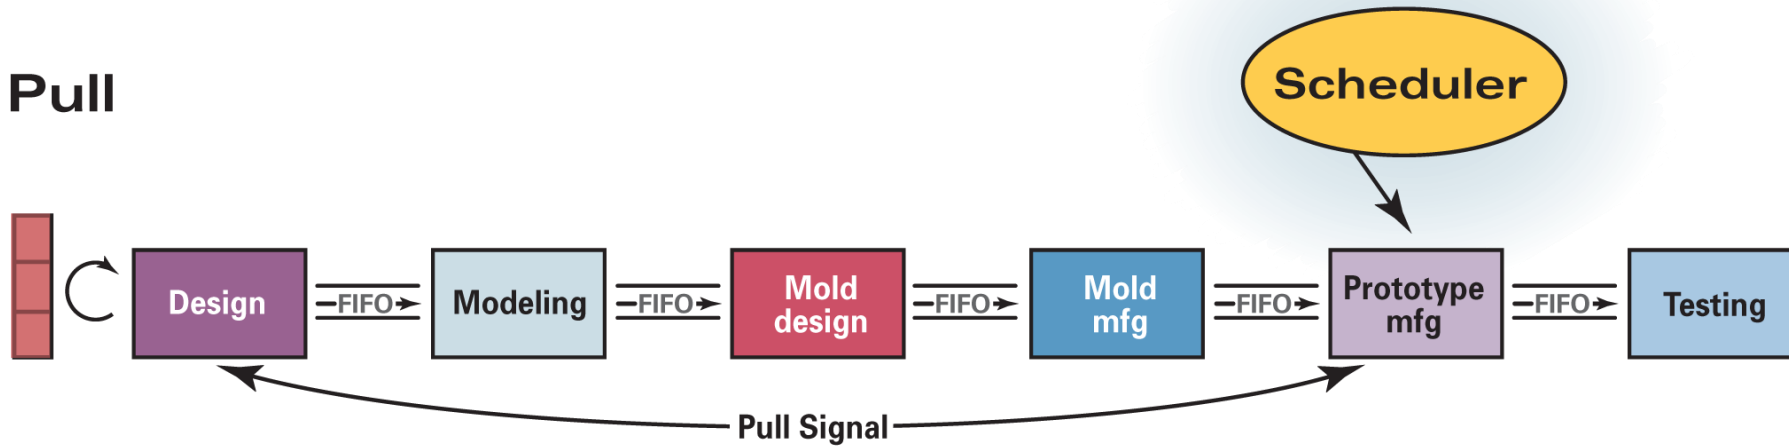 Pull
Scheduler
Design
FIFO
Modeling
FIFO
Mold
design
FIFO
Mold
mfg
FIFO
Prototype
mfg
FIFO
Testing
Pull Signal